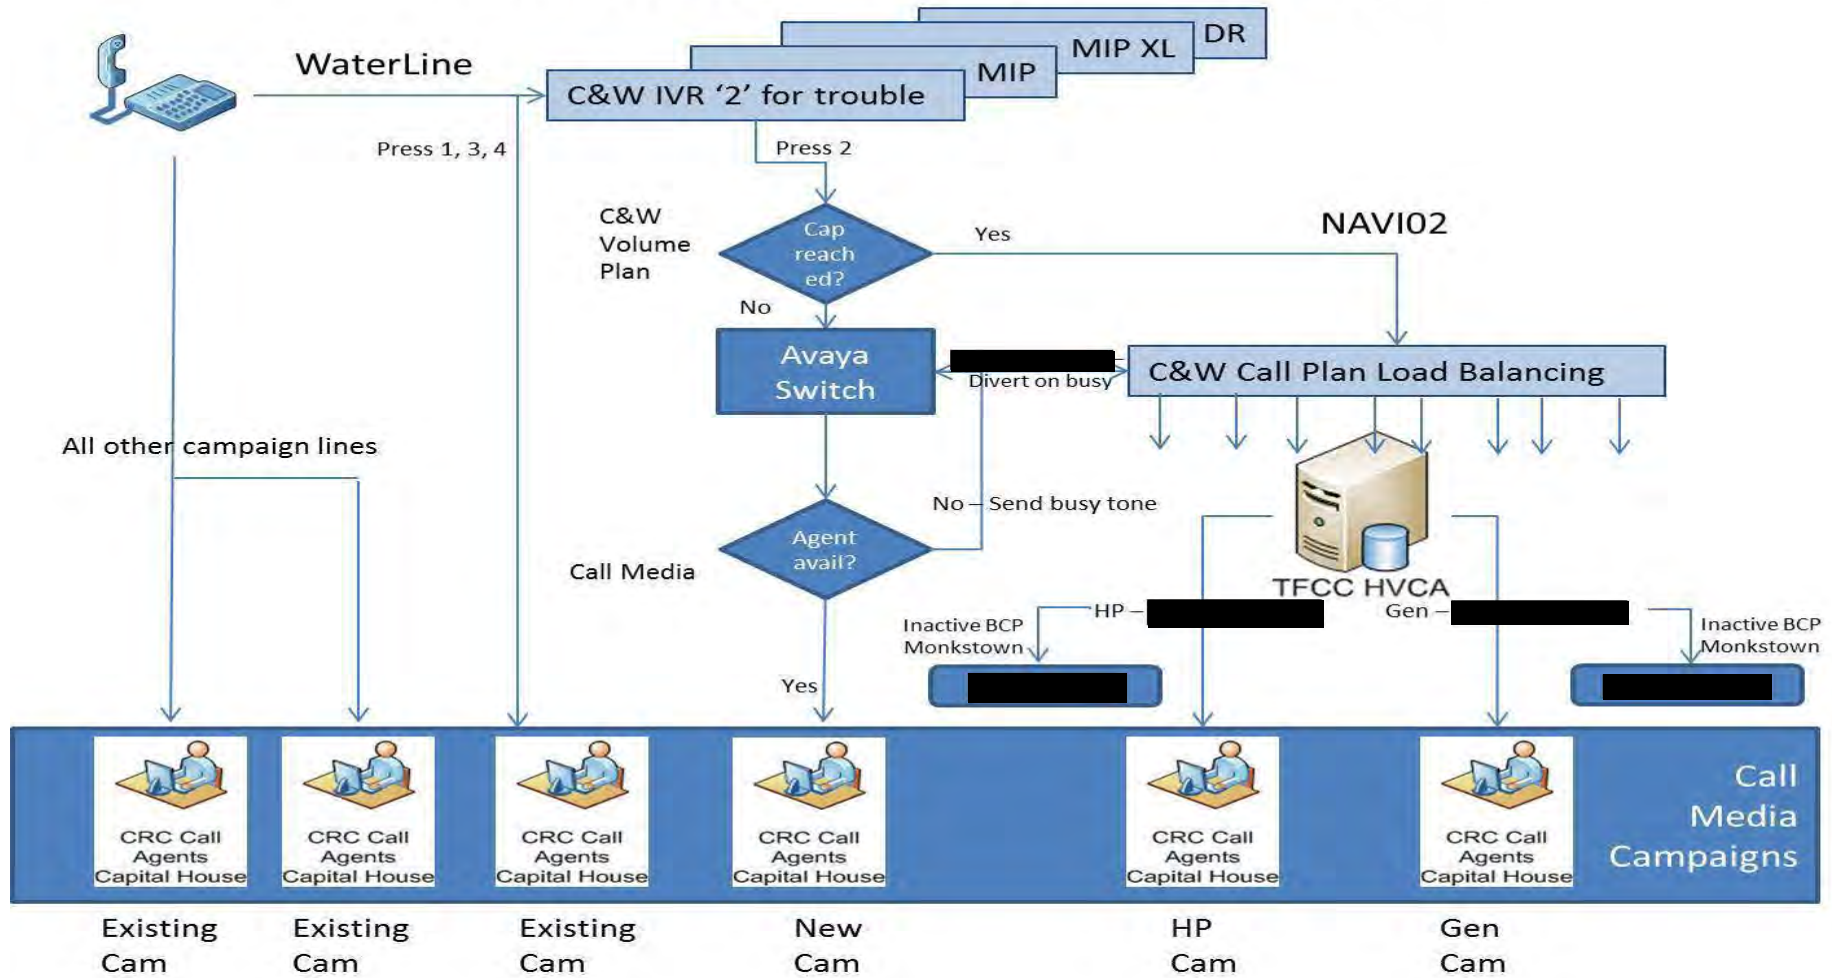 WaterLine
DR
MIP XL
MIP
C&W IVR ‘2’ for trouble
Press 1, 3, 4
Press 2
C&W
Volume
Plan
Cap
reach
ed?
Yes
NAVI02
No
Avaya
Switch
Divert on busy
C&W Call Plan Load Balancing
All other campaign lines
No – Send busy tone
Agent
avail?
Call Media
TFCC HVCA
HP –
Gen –
Inactive BCP
Monkstown
Inactive BCP
Monkstown
Yes
CRC Call
Agents
Capital House
CRC Call
Agents
Capital House
CRC Call
Agents
Capital House
CRC Call
Agents
Capital House
CRC Call
Agents
Capital House
CRC Call
Agents
Capital House
Call
Media
Campaigns
Existing
Cam
Existing
Cam
Existing
Cam
New
Cam
HP
Cam
Gen
Cam